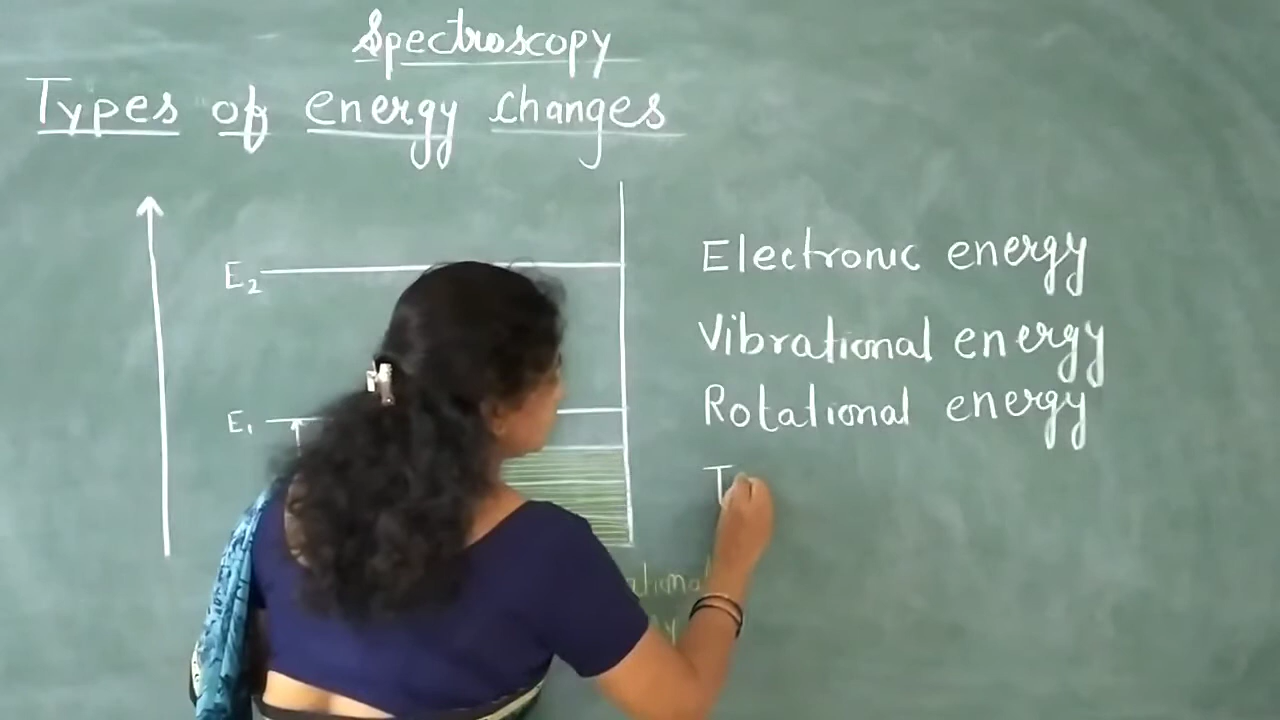 Spectroscopy
Types of energy changes
E₂
E₁
Electronic energy
Vibrational energy
Rotational energy
T